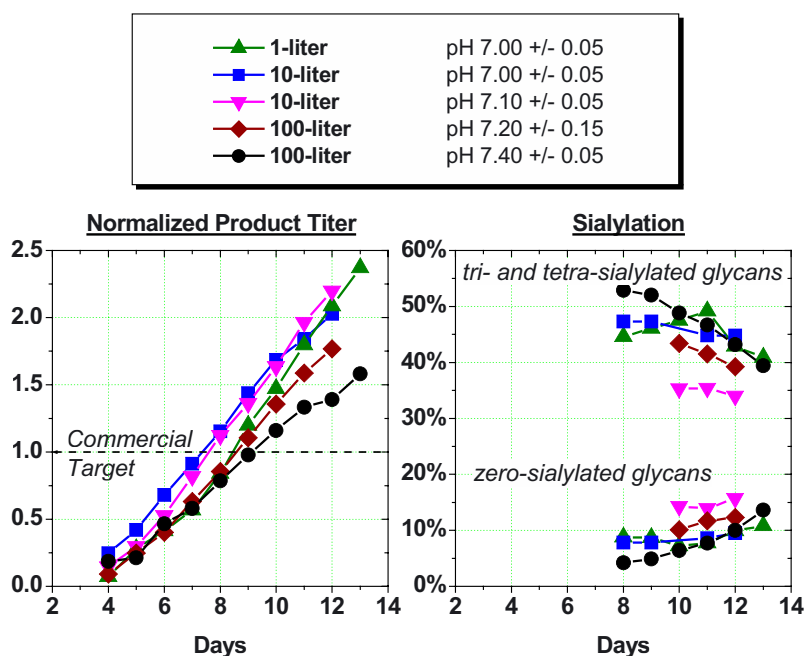 1-liter pH 7.00 +/- 0.05
10-liter pH 7.00 +/- 0.05
10-liter pH 7.10 +/- 0.05
100-liter pH 7.20 +/- 0.15
100-liter pH 7.40 +/- 0.05
Normalized Product Titer
2.5
2.0
1.5
1.0
0.5
0.0
Commercial
Target
2 4 6 8 10 12 14
Days
Sialylation
60%
50%
40%
30%
20%
10%
0%
tri- and tetra-sialylated glycans
zero-sialylated glycans
2 4 6 8 10 12 14
Days